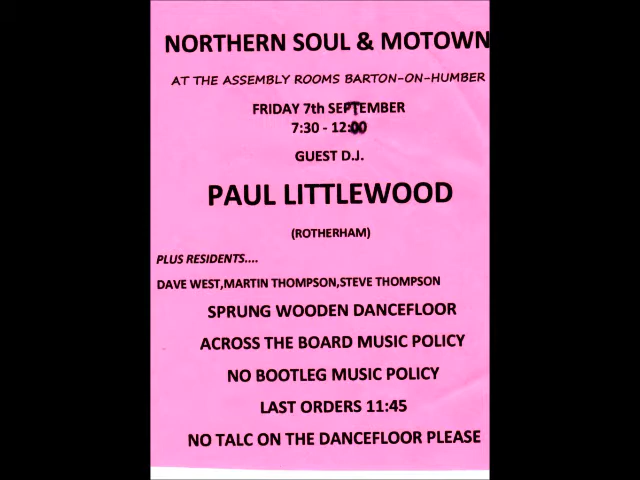 NORTHERN SOUL & MOTOWN
AT THE ASSEMBLY ROOMS BARTON-ON-HUMBER
FRIDAY 7th SEPTEMBER
7:30 - 12:00
GUEST D.J.
PAUL LITTLEWOOD
(ROTHERHAM)
PLUS RESIDENTS....
DAVE WEST,MARTIN THOMPSON,STEVE THOMPSON
SPRUNG WOODEN DANCEFLOOR
ACROSS THE BOARD MUSIC POLICY
NO BOOTLEG MUSIC POLICY
LAST ORDERS 11:45
NO TALC ON THE DANCEFLOOR PLEASE